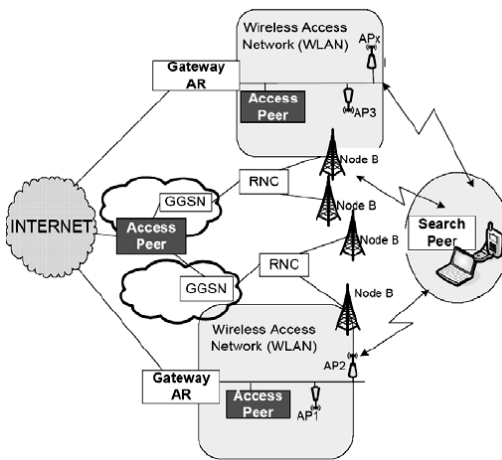 Wireless Access
Network (WLAN)
APx
Gateway
AR
Access
Peer
AP3
Node B
RNC
GGSN
Node B
INTERNET
Access
Peer
Search
Peer
Node B
GGSN
RNC
Node B
Wireless Access
Network (WLAN)
AP2
Gateway
AR
Access
Peer
AP1